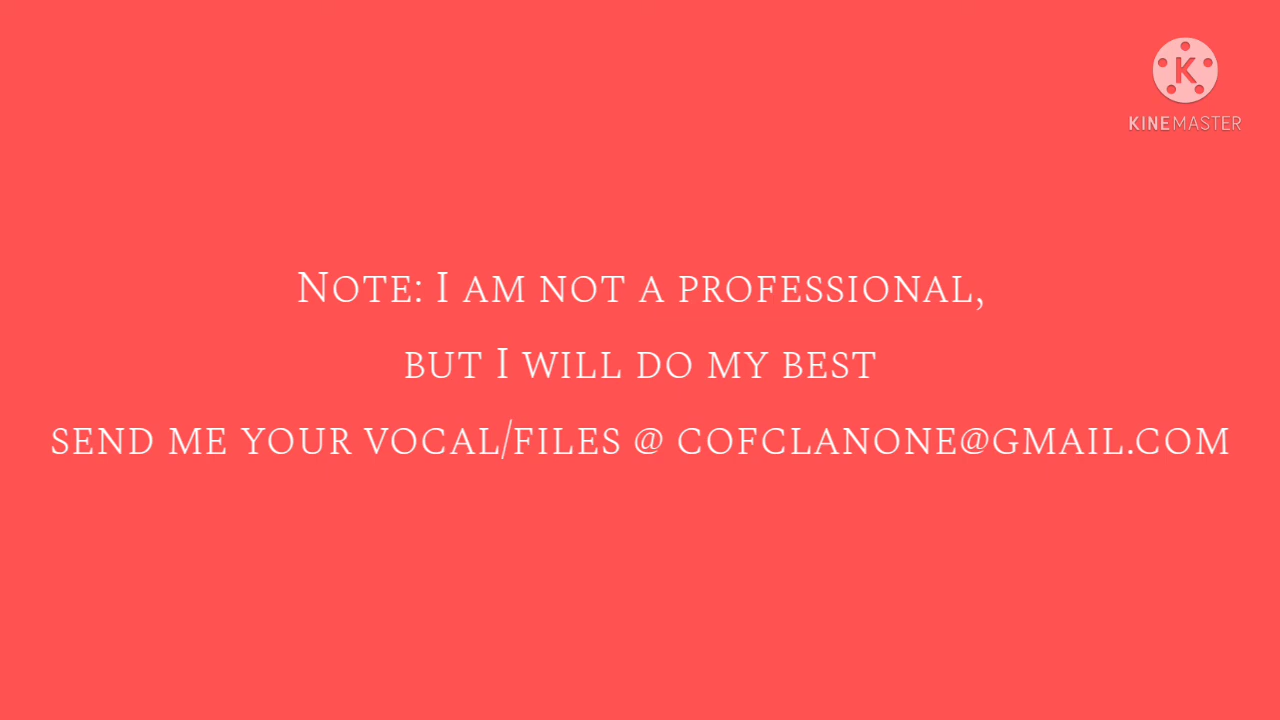 K
KINEMASTER
Note: I am not a professional,
but I will do my best
send me your vocal/files @ cofclanone@gmail.com